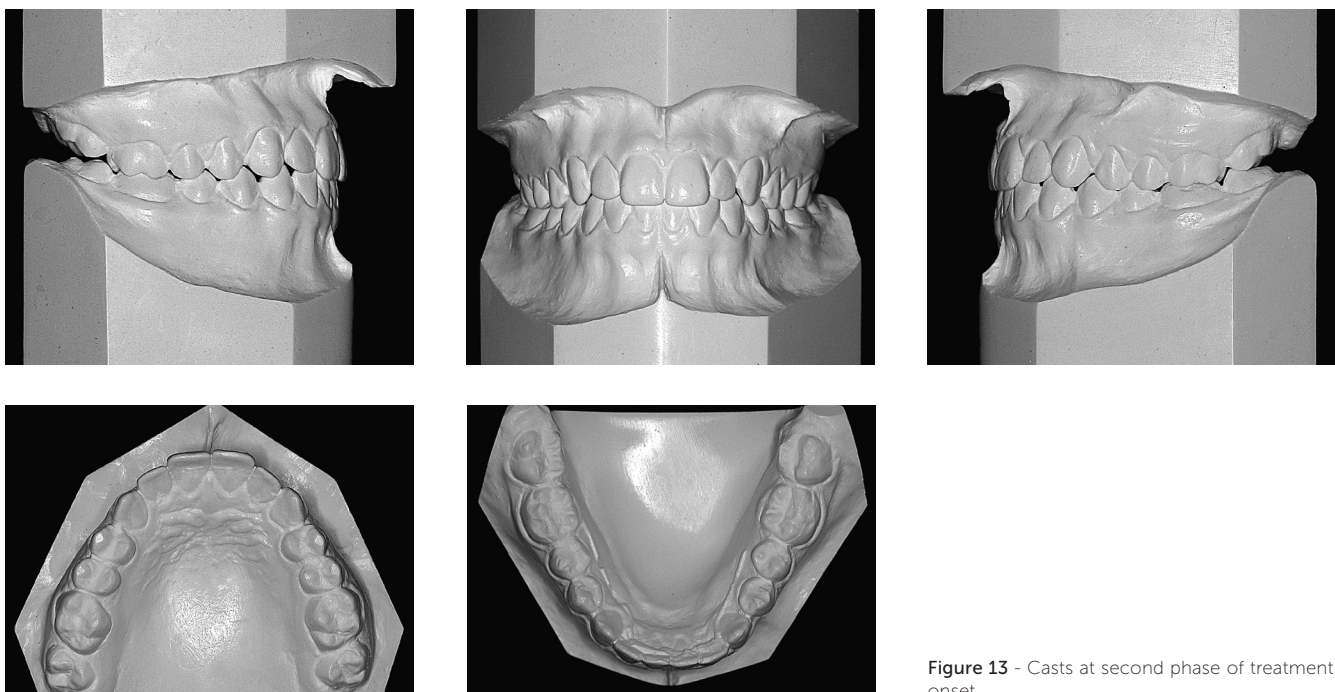 Figure 13 - Casts at second phase of treatment
onset.